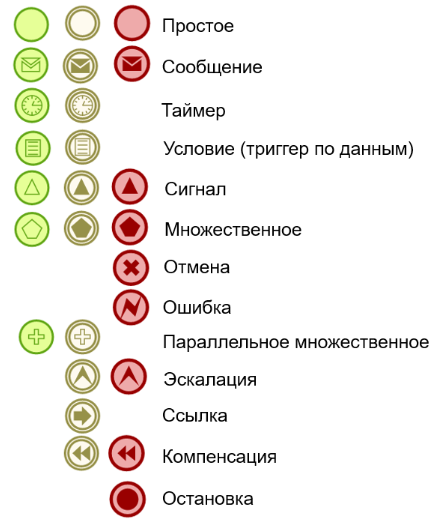 Простое
Сообщение
Таймер
Условие (триггер по данным)
Сигнал
Множественное
Отмена
Ошибка
Параллельное множественное
Эскалация
Ссылка
Компенсация
Остановка